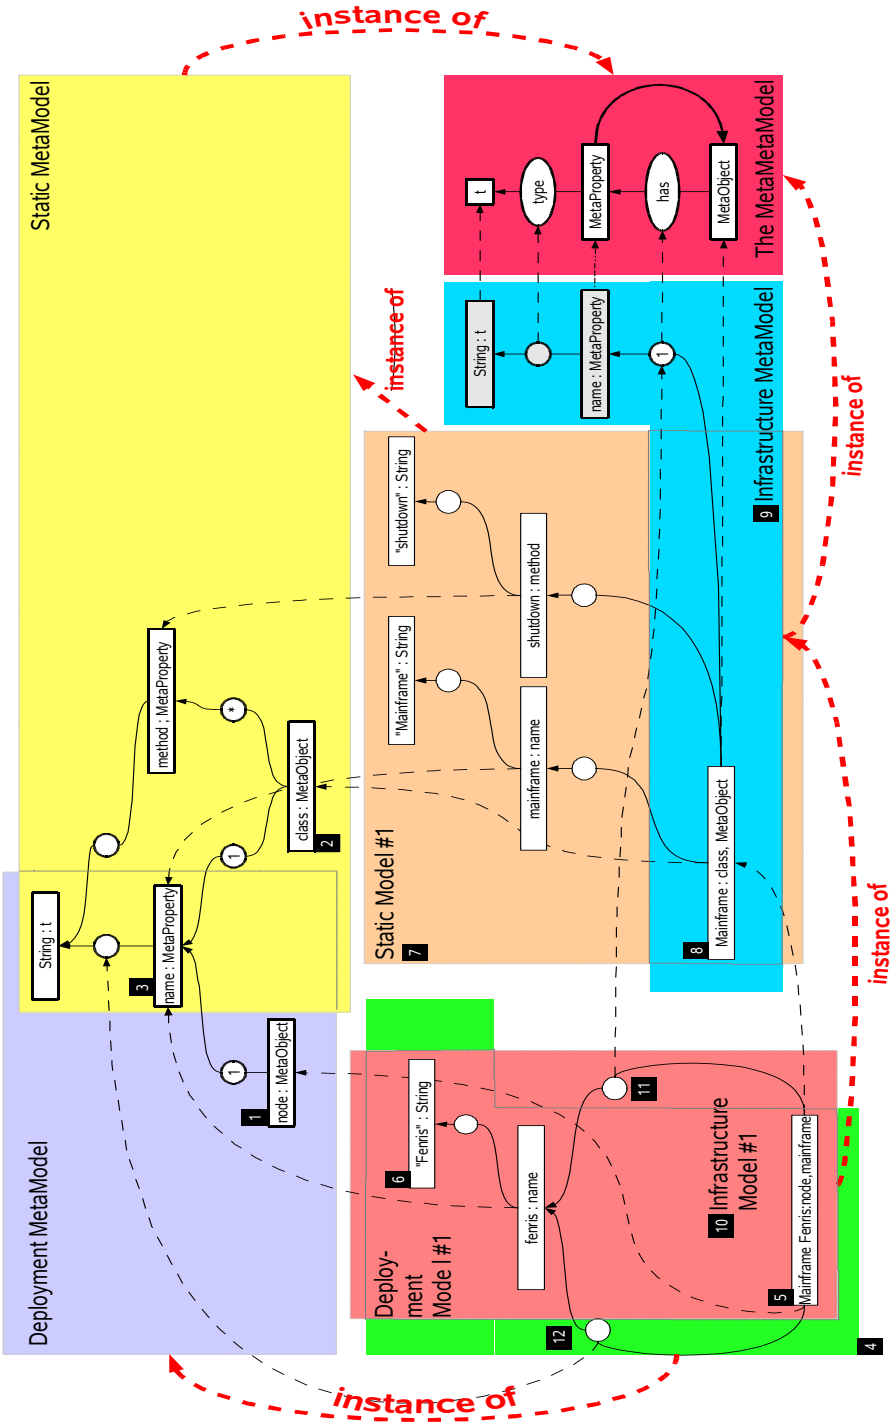 instance of
Static MetaModel
Deployment MetaModel
String : t
name : MetaProperty
3
1
node : MetaObject
1
method ; MetaProperty
*
1
class : MetaObject
2
instance of
The MetaMetaModel
t
type
MetaProperty
has
MetaObject
Infrastructure MetaModel
9
String : t
name : MetaProperty
1
instance of
Static Model #1
7
"shutdown" : String
shutdown : method
"Mainframe" : String
mainframe : name
Mainframe : class, MetaObject
8
instance of
Deploy-
ment
Mode l #1
6
"Fenris" : String
fenris : name
11
12
10
Infrastructure
Model #1
5
Mainframe Fenris:node,mainframe
4
instance of